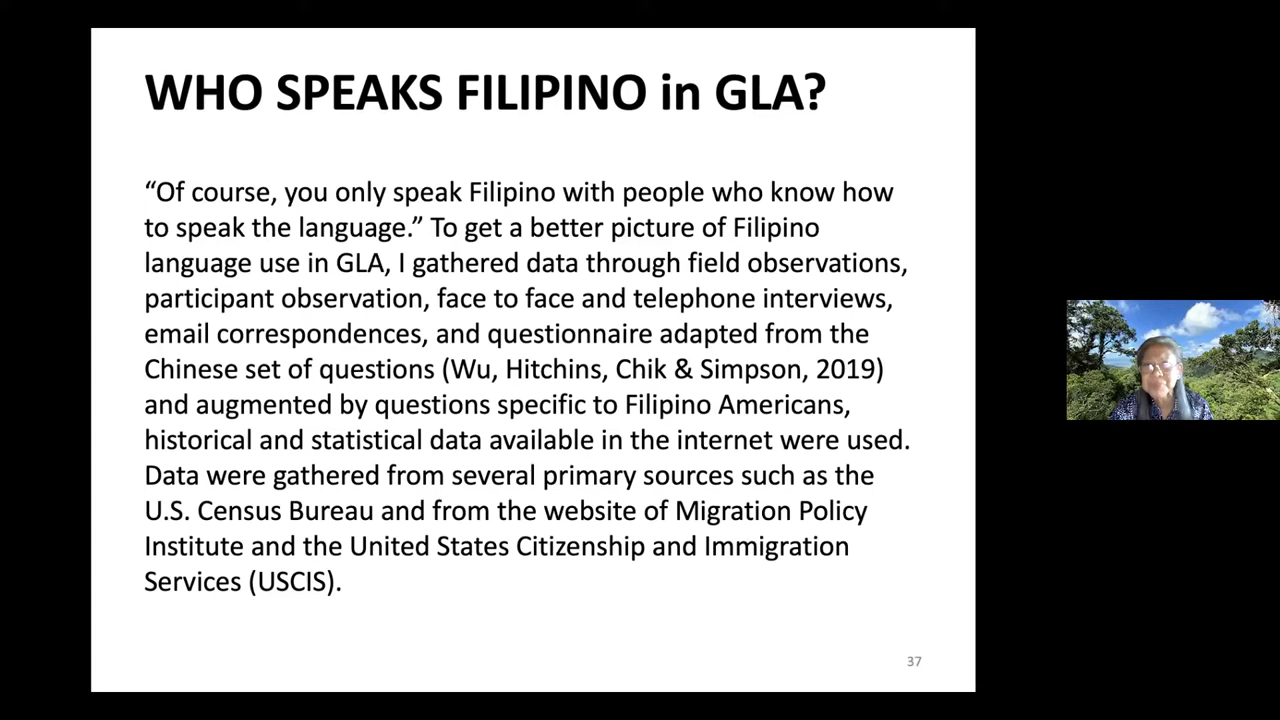 WHO SPEAKS FILIPINO in GLA?
“Of course, you only speak Filipino with people who know how
to speak the language.” To get a better picture of Filipino
language use in GLA, I gathered data through field observations,
participant observation, face to face and telephone interviews,
email correspondences, and questionnaire adapted from the
Chinese set of questions (Wu, Hitchins, Chik & Simpson, 2019)
and augmented by questions specific to Filipino Americans,
historical and statistical data available in the internet were used.
Data were gathered from several primary sources such as the
U.S. Census Bureau and from the website of Migration Policy
Institute and the United States Citizenship and Immigration
Services (USCIS).
37